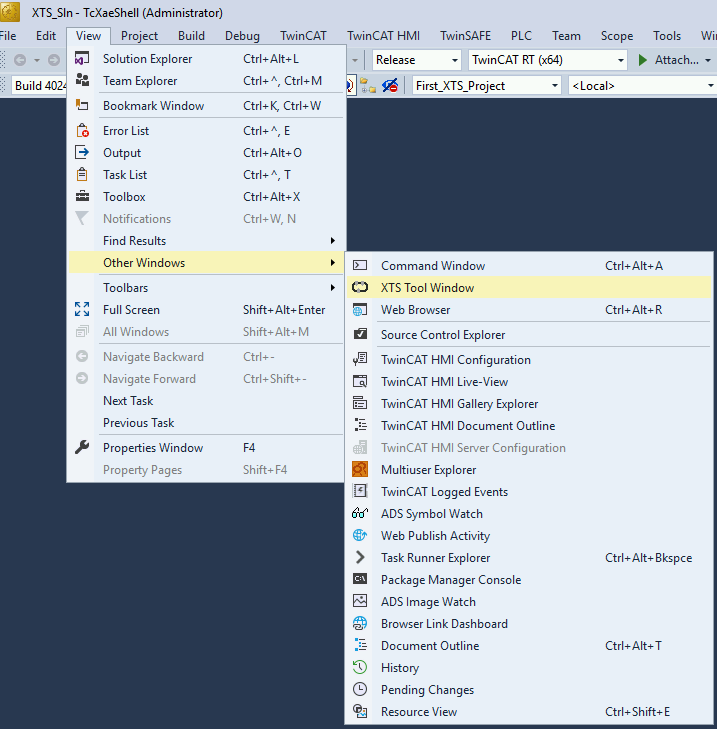 XTS_Sln - TcXaeShell (Administrator)
File Edit View Project Build Debug TwinCAT TwinCAT HMI TwinSAFE PLC Team Scope Tools
Release TwinCAT RT (x64) Attach...
Build 4024 First_XTS_Project <Local>
Solution Explorer Ctrl+Alt+L
Team Explorer Ctrl+^, Ctrl+M
Bookmark Window Ctrl+K, Ctrl+W
Error List Ctrl+^, E
Output Ctrl+Alt+O
Task List Ctrl+^, T
Toolbox Ctrl+Alt+X
Notifications Ctrl+W, N
Find Results
Other Windows
Toolbars
Full Screen Shift+Alt+Enter
All Windows Shift+Alt+M
Navigate Backward Ctrl+-
Navigate Forward Ctrl+Shift+-
Next Task
Previous Task
Properties Window F4
Property Pages Shift+F4
Command Window Ctrl+Alt+A
XTS Tool Window
Web Browser Ctrl+Alt+R
Source Control Explorer
TwinCAT HMI Configuration
TwinCAT HMI Live-View
TwinCAT HMI Gallery Explorer
TwinCAT HMI Document Outline
TwinCAT HMI Server Configuration
Multiuser Explorer
TwinCAT Logged Events
ADS Symbol Watch
Web Publish Activity
Task Runner Explorer Ctrl+Alt+Bkspce
Package Manager Console
ADS Image Watch
Browser Link Dashboard
Document Outline Ctrl+Alt+T
History
Pending Changes
Resource View Ctrl+Shift+E